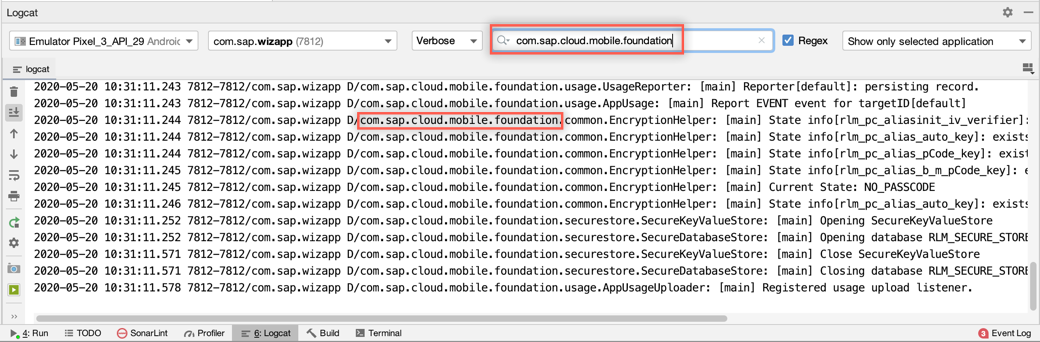 Logcat
Emulator Pixel_3_API_29 Android com.sap.wizapp (7812) Verbose com.sap.cloud.mobile.foundation Regex Show only selected application
logcat
2020-05-20 10:31:11.243 7812-7812/com.sap.wizapp D/com.sap.cloud.mobile.foundation.usage.UsageReporter: [main] Reporter[default]: persisting record.
2020-05-20 10:31:11.243 7812-7812/com.sap.wizapp D/com.sap.cloud.mobile.foundation.usage.AppUsage: [main] Report EVENT event for targetID[default]
2020-05-20 10:31:11.244 7812-7812/com.sap.wizapp D/com.sap.cloud.mobile.foundation.common.EncryptionHelper: [main] State info[rlm_pc_aliasinit_iv_verifier]:
2020-05-20 10:31:11.244 7812-7812/com.sap.wizapp D/com.sap.cloud.mobile.foundation.common.EncryptionHelper: [main] State info[rlm_pc_alias_auto_key]: exists
2020-05-20 10:31:11.244 7812-7812/com.sap.wizapp D/com.sap.cloud.mobile.foundation.common.EncryptionHelper: [main] State info[rlm_pc_alias_pCode_key]: exist
2020-05-20 10:31:11.245 7812-7812/com.sap.wizapp D/com.sap.cloud.mobile.foundation.common.EncryptionHelper: [main] State info[rlm_pc_alias_b_m_pCode_key]: e
2020-05-20 10:31:11.245 7812-7812/com.sap.wizapp D/com.sap.cloud.mobile.foundation.common.EncryptionHelper: [main] Current State: NO_PASSCODE
2020-05-20 10:31:11.246 7812-7812/com.sap.wizapp D/com.sap.cloud.mobile.foundation.common.EncryptionHelper: [main] State info[rlm_pc_alias_auto_key]: exists
2020-05-20 10:31:11.252 7812-7812/com.sap.wizapp D/com.sap.cloud.mobile.foundation.securestore.SecureKeyValueStore: [main] Opening SecureKeyValueStore
2020-05-20 10:31:11.252 7812-7812/com.sap.wizapp D/com.sap.cloud.mobile.foundation.securestore.SecureDatabaseStore: [main] Opening database RLM_SECURE_STORE
2020-05-20 10:31:11.571 7812-7812/com.sap.wizapp D/com.sap.cloud.mobile.foundation.securestore.SecureKeyValueStore: [main] Close SecureKeyValueStore
2020-05-20 10:31:11.571 7812-7812/com.sap.wizapp D/com.sap.cloud.mobile.foundation.securestore.SecureDatabaseStore: [main] Closing database RLM_SECURE_STORE
2020-05-20 10:31:11.578 7812-7812/com.sap.wizapp D/com.sap.cloud.mobile.foundation.usage.AppUsageUploader: [main] Registered usage upload listener.
4: Run TODO SonarLint Profiler 6: Logcat Build Terminal 3 Event Log